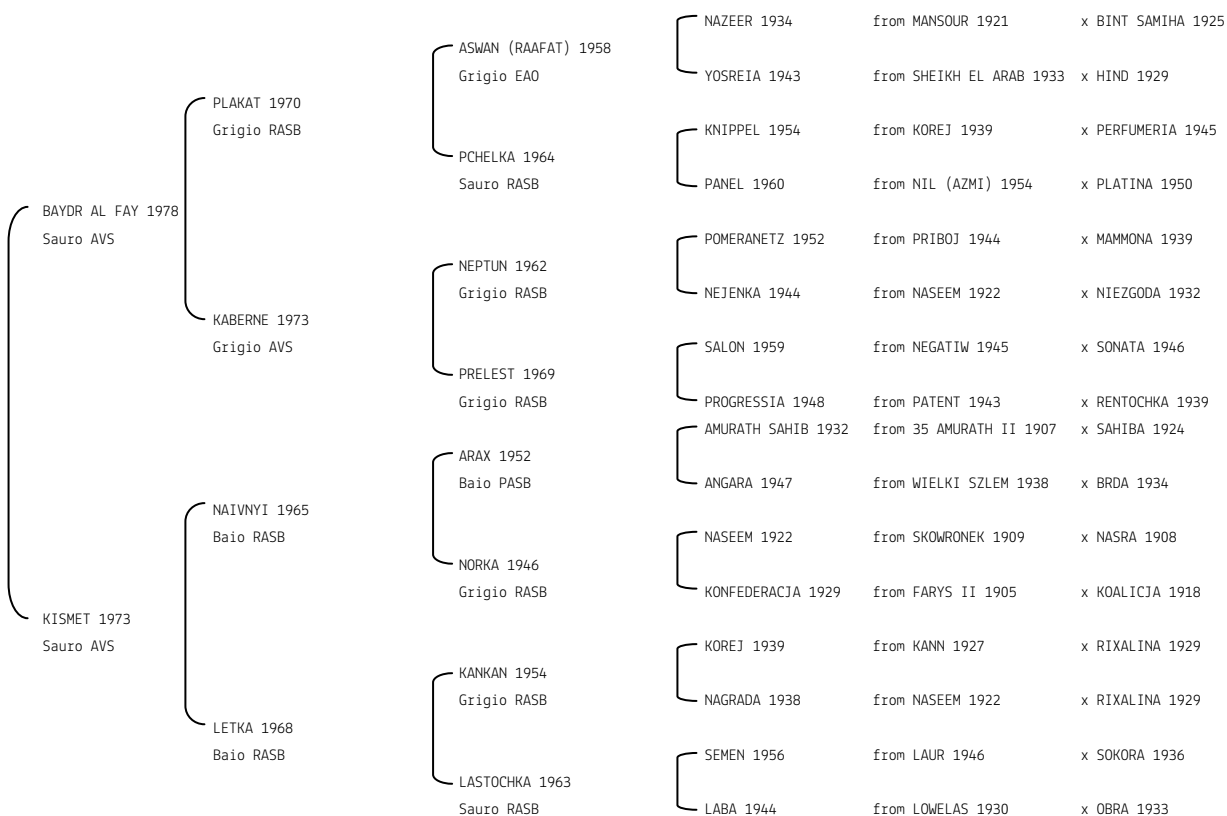 NAZEER 1934 from MANSOUR 1921 x BINT SAMIHA 1925
ASWAN (RAAFAT) 1958
Grigio EAO
YOSREIA 1943 from SHEIKH EL ARAB 1933 x HIND 1929
PLAKAT 1970
Grigio RASB
KNIPPEL 1954 from KOREJ 1939 x PERFUMERIA 1945
PCHELKA 1964
Sauro RASB
PANEL 1960 from NIL (AZMI) 1954 x PLATINA 1950
BAYDR AL FAY 1978
Sauro AVS
POMERANETZ 1952 from PRIBOJ 1944 x MAMMONA 1939
NEPTUN 1962
Grigio RASB
NEJENKA 1944 from NASEEM 1922 x NIEZGODA 1932
KABERNE 1973
Grigio AVS
SALON 1959 from NEGATIW 1945 x SONATA 1946
PRELEST 1969
Grigio RASB
PROGRESSIA 1948 from PATENT 1943 x RENTOCHKA 1939
AMURATH SAHIB 1932 from 35 AMURATH II 1907 x SAHIBA 1924
ARAX 1952
Baio PASB
ANGARA 1947 from WIELKI SZLEM 1938 x BRDA 1934
NAIVNYI 1965
Baio RASB
NASEEM 1922 from SKOWRONEK 1909 x NASRA 1908
NORKA 1946
Grigio RASB
KONFEDERACJA 1929 from FARYS II 1905 x KOALICJA 1918
KISMET 1973
Sauro AVS
KOREJ 1939 from KANN 1927 x RIXALINA 1929
KANKAN 1954
Grigio RASB
NAGRADA 1938 from NASEEM 1922 x RIXALINA 1929
LETKA 1968
Baio RASB
SEMEN 1956 from LAUR 1946 x SOKORA 1936
LASTOCHKA 1963
Sauro RASB
LABA 1944 from LOWELAS 1930 x OBRA 1933